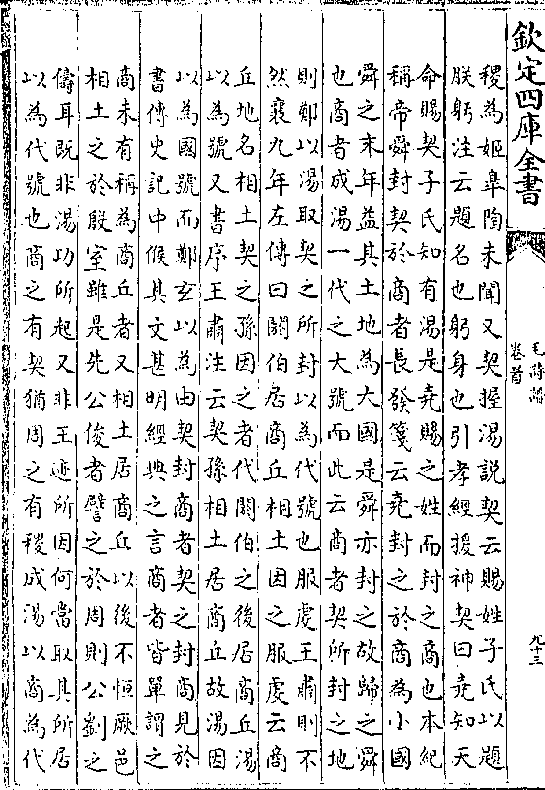 欽定四庫全書
毛詩譜
卷首
九十三
稷為姬皐陶未聞又契握湯説契云賜姓子氏以題
朕躬注云題名也躬身也引孝經援神契曰堯知天
命賜契子氏知有湯是堯賜之姓而封之商也本紀
稱帝舜封契於商者長發箋云堯封之於商為小國
舜之末年益其土地為大國是舜亦封之故歸之舜
也商者成湯一代之大號而此云商者契所封之地
則鄭以湯取契之所封以為代號也服虔王肅則不
然襄九年左傳曰閼伯居商丘相土因之服虔云商
丘地名相土契之孫因之者代閼伯之後居商丘湯
以為號又書序王肅注云契孫相土居商丘故湯因
以為國號而鄭玄以為由契封商者契之封商見於
書傳史記中候其文甚明經典之言商者皆單謂之
商未有稱為商丘者又相土居商丘以後不恒厥邑
相土之於殷室雖是先公俊者譬之於周則公劉之
儔耳既非湯功所起又非王迹所因何當取其所居
以為代號也商之有契猶周之有稷成湯以商為代